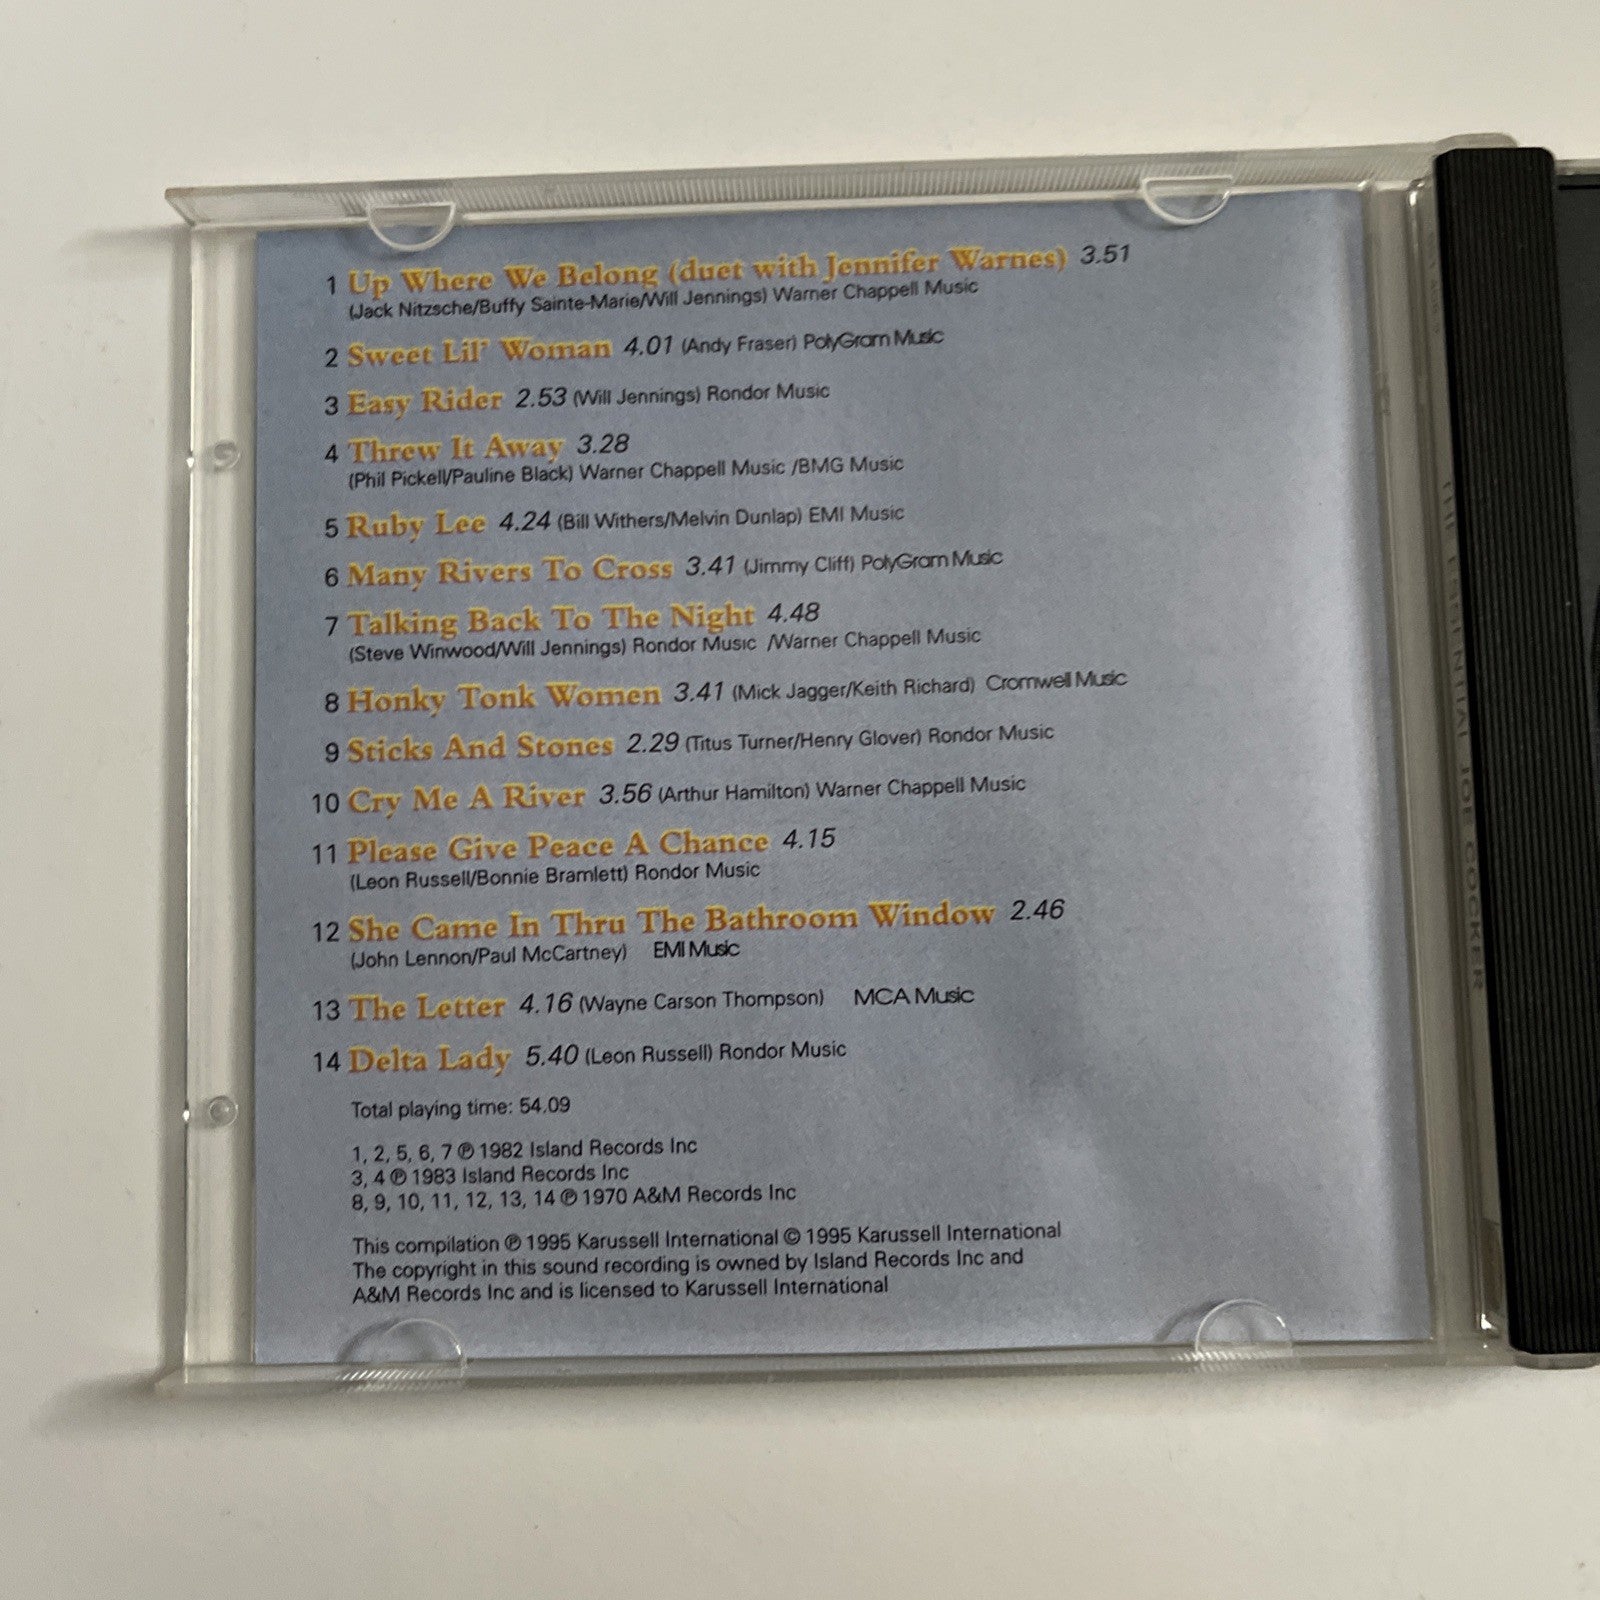 1 Up Where We Belong (duet with Jennifer Warnes) 3.51
(Jack Nitzsche/Buffy Sainte-Marie/Will Jennings) Warner Chappell Music
2 Sweet Lil' Woman 4.01 (Andy Fraser) PolyGram Music
3 Easy Rider 2.53 (Will Jennings) Rondor Music
4 Threw It Away 3.28
(Phil Pickell/Pauline Black) Warner Chappell Music /BMG Music
5 Ruby Lee 4.24 (Bill Withers/Melvin Dunlap) EMI Music
6 Many Rivers To Cross 3.41 (Jimmy Cliff) PolyGram Music
7 Talking Back To The Night 4.48
(Steve Winwood/Will Jennings) Rondor Music /Warner Chappell Music
8 Honky Tonk Women 3.41 (Mick Jagger/Keith Richard) Cromwell Music
9 Sticks And Stones 2.29 (Titus Turner/Henry Glover) Rondor Music
10 Cry Me A River 3.56 (Arthur Hamilton) Warner Chappell Music
11 Please Give Peace A Chance 4.15
(Leon Russell/Bonnie Bramlett) Rondor Music
12 She Came In Thru The Bathroom Window 2.46
(John Lennon/Paul McCartney) EMI Music
13 The Letter 4.16 (Wayne Carson Thompson) MCA Music
14 Delta Lady 5.40 (Leon Russell) Rondor Music
Total playing time: 54.09
1, 2, 5, 6, 7 ℗ 1982 Island Records Inc
3, 4 ℗ 1983 Island Records Inc
8, 9, 10, 11, 12, 13, 14 ℗ 1970 A&M Records Inc
This compilation ℗ 1995 Karussell International © 1995 Karussell International
The copyright in this sound recording is owned by Island Records Inc and
A&M Records Inc and is licensed to Karussell International
THE ESSENTIAL JOE COCKER